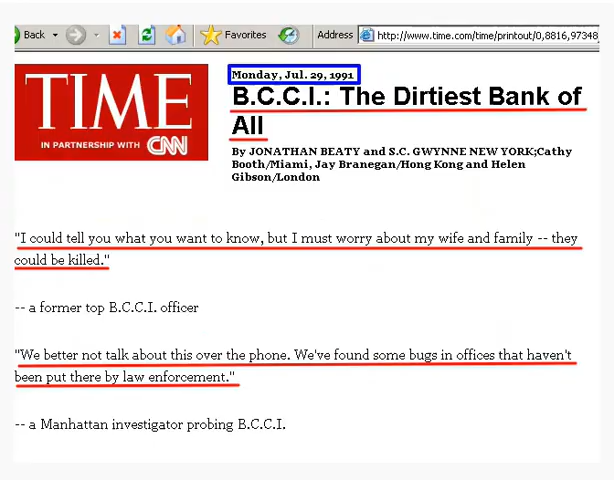 Back
Favorites
Address
http://www.time.com/time/printout/0,8816,97348
TIME
IN PARTNERSHIP WITH CNN
Monday, Jul. 29, 1991
B.C.C.I.: The Dirtiest Bank of
All
By JONATHAN BEATY and S.C. GWYNNE NEW YORK;Cathy
Booth/Miami, Jay Branegan/Hong Kong and Helen
Gibson/London
"I could tell you what you want to know, but I must worry about my wife and family -- they
could be killed."
-- a former top B.C.C.I. officer
"We better not talk about this over the phone. We've found some bugs in offices that haven't
been put there by law enforcement."
-- a Manhattan investigator probing B.C.C.I.